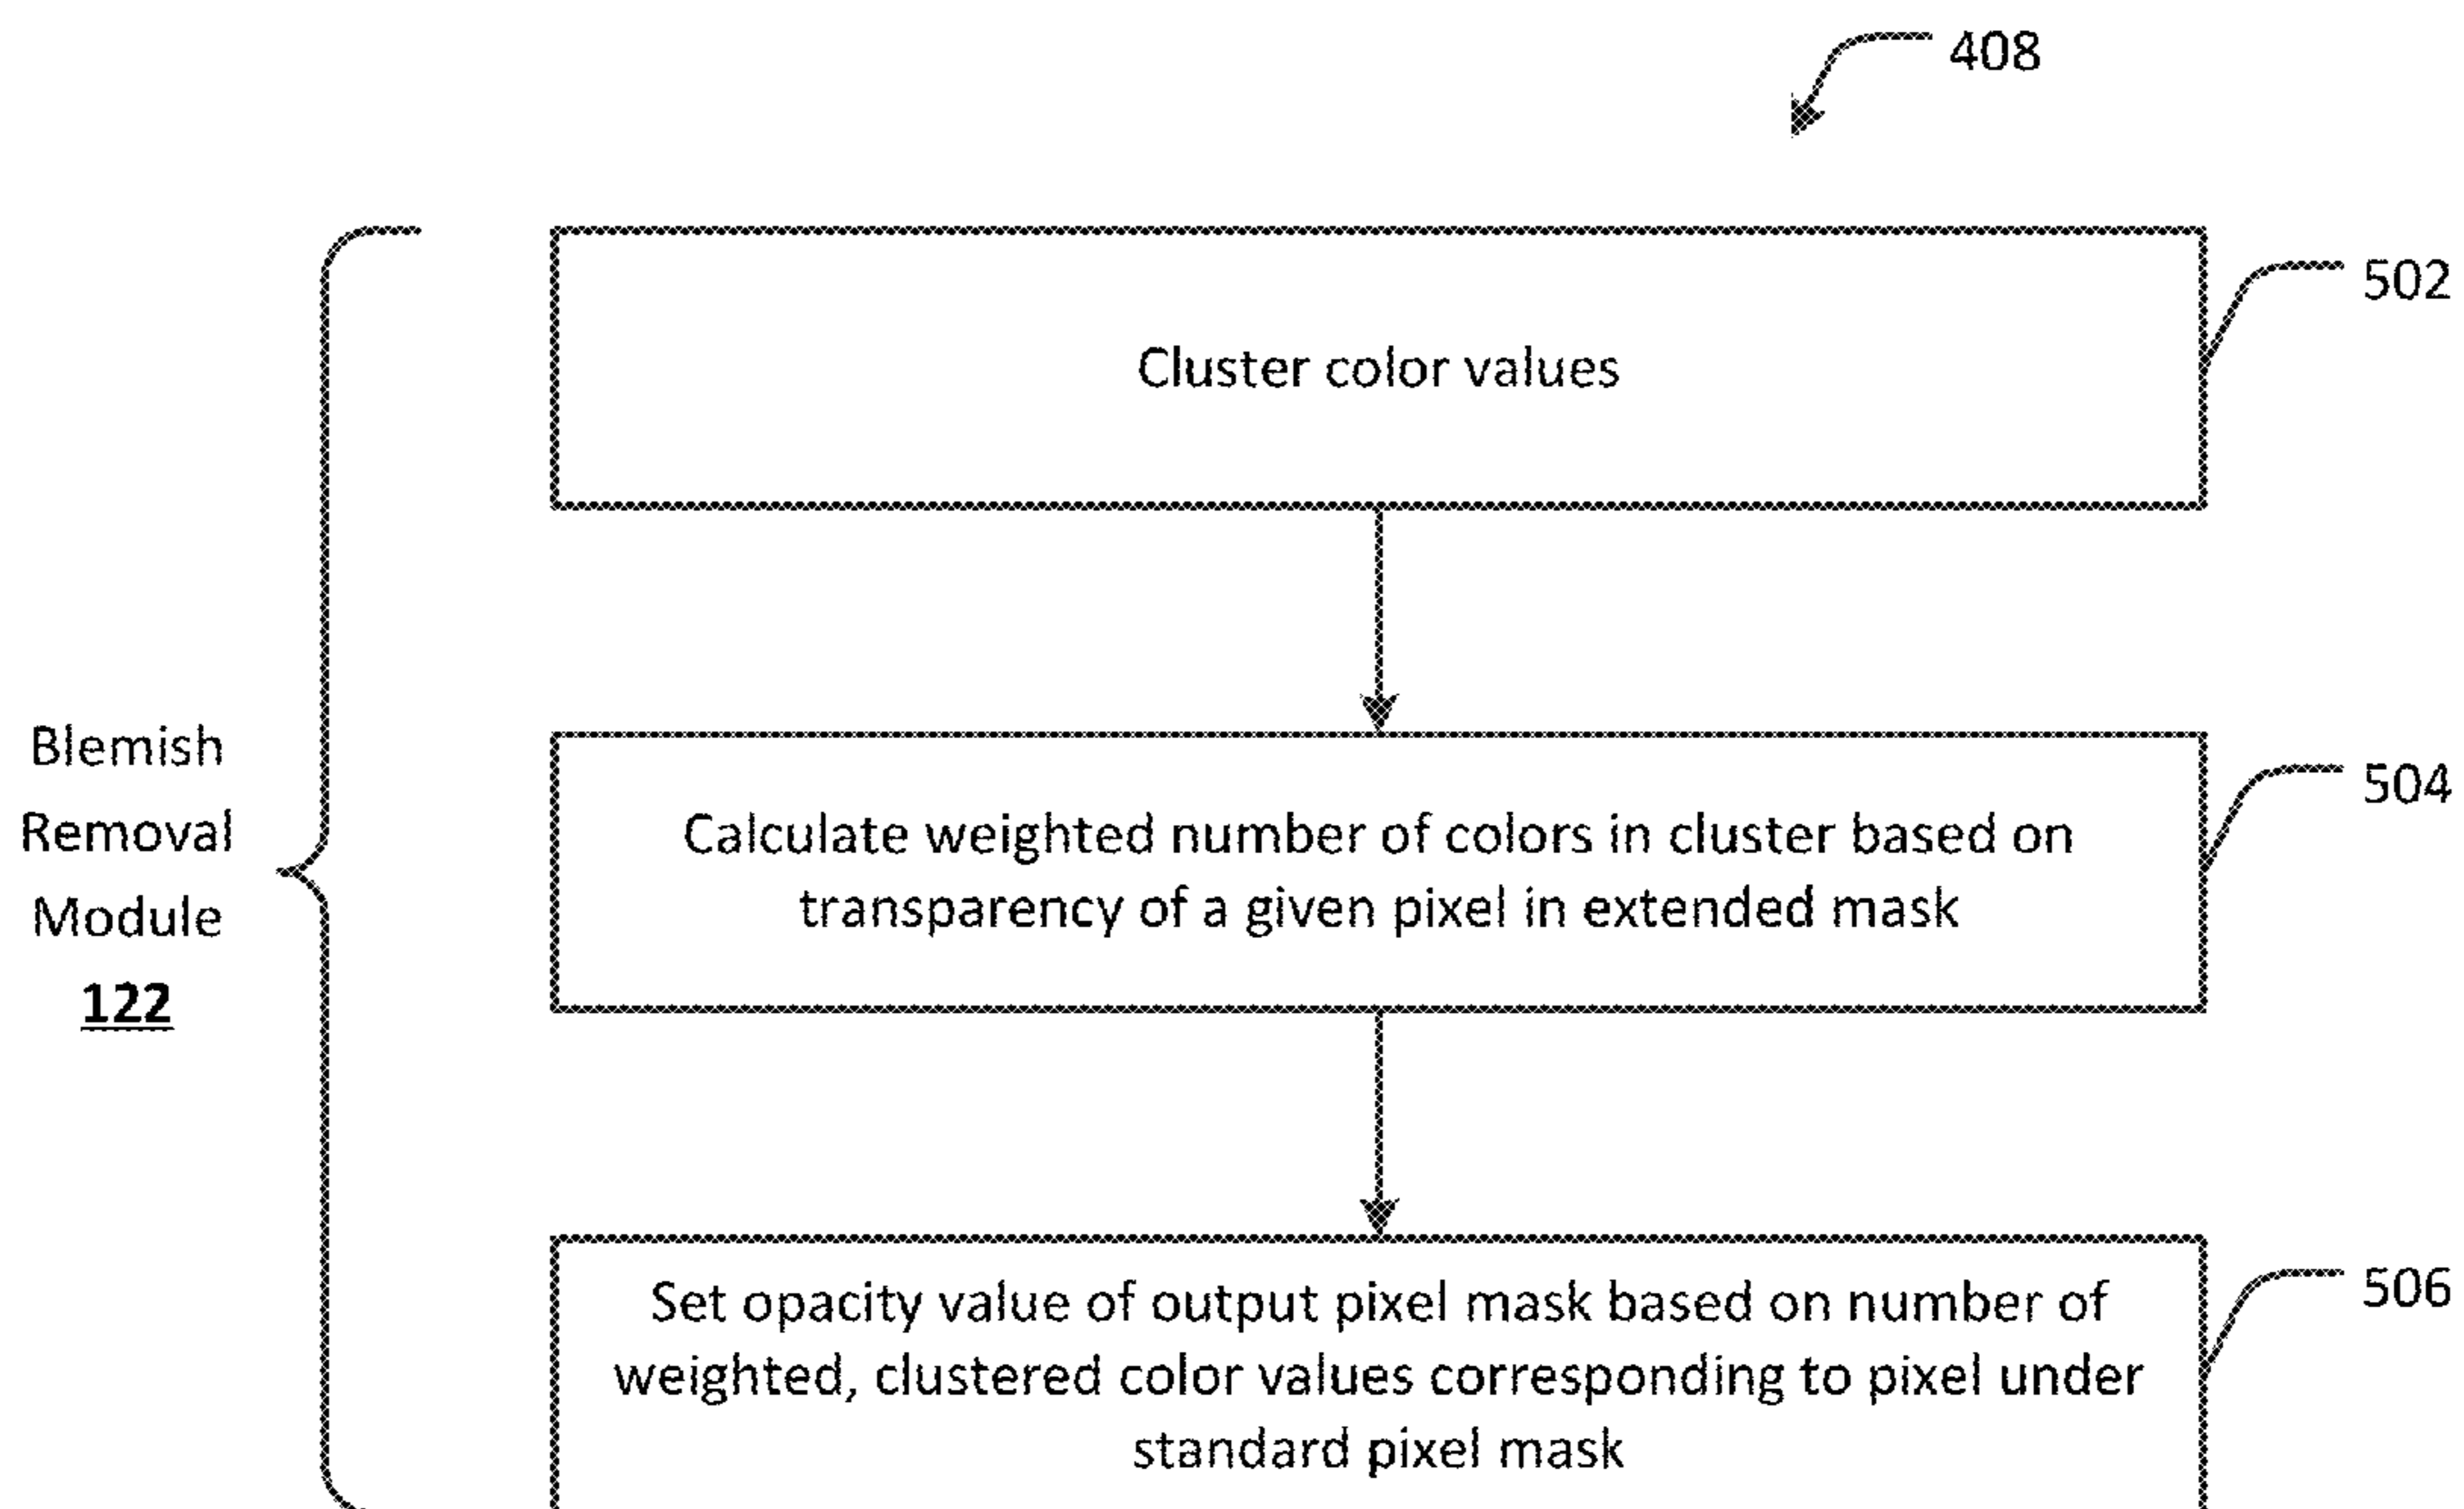 408
502
Cluster color values
504
Calculate weighted number of colors in cluster based on
transparency of a given pixel in extended mask
Blemish
Removal
Module
122
506
Set opacity value of output pixel mask based on number of
weighted, clustered color values corresponding to pixel under
standard pixel mask